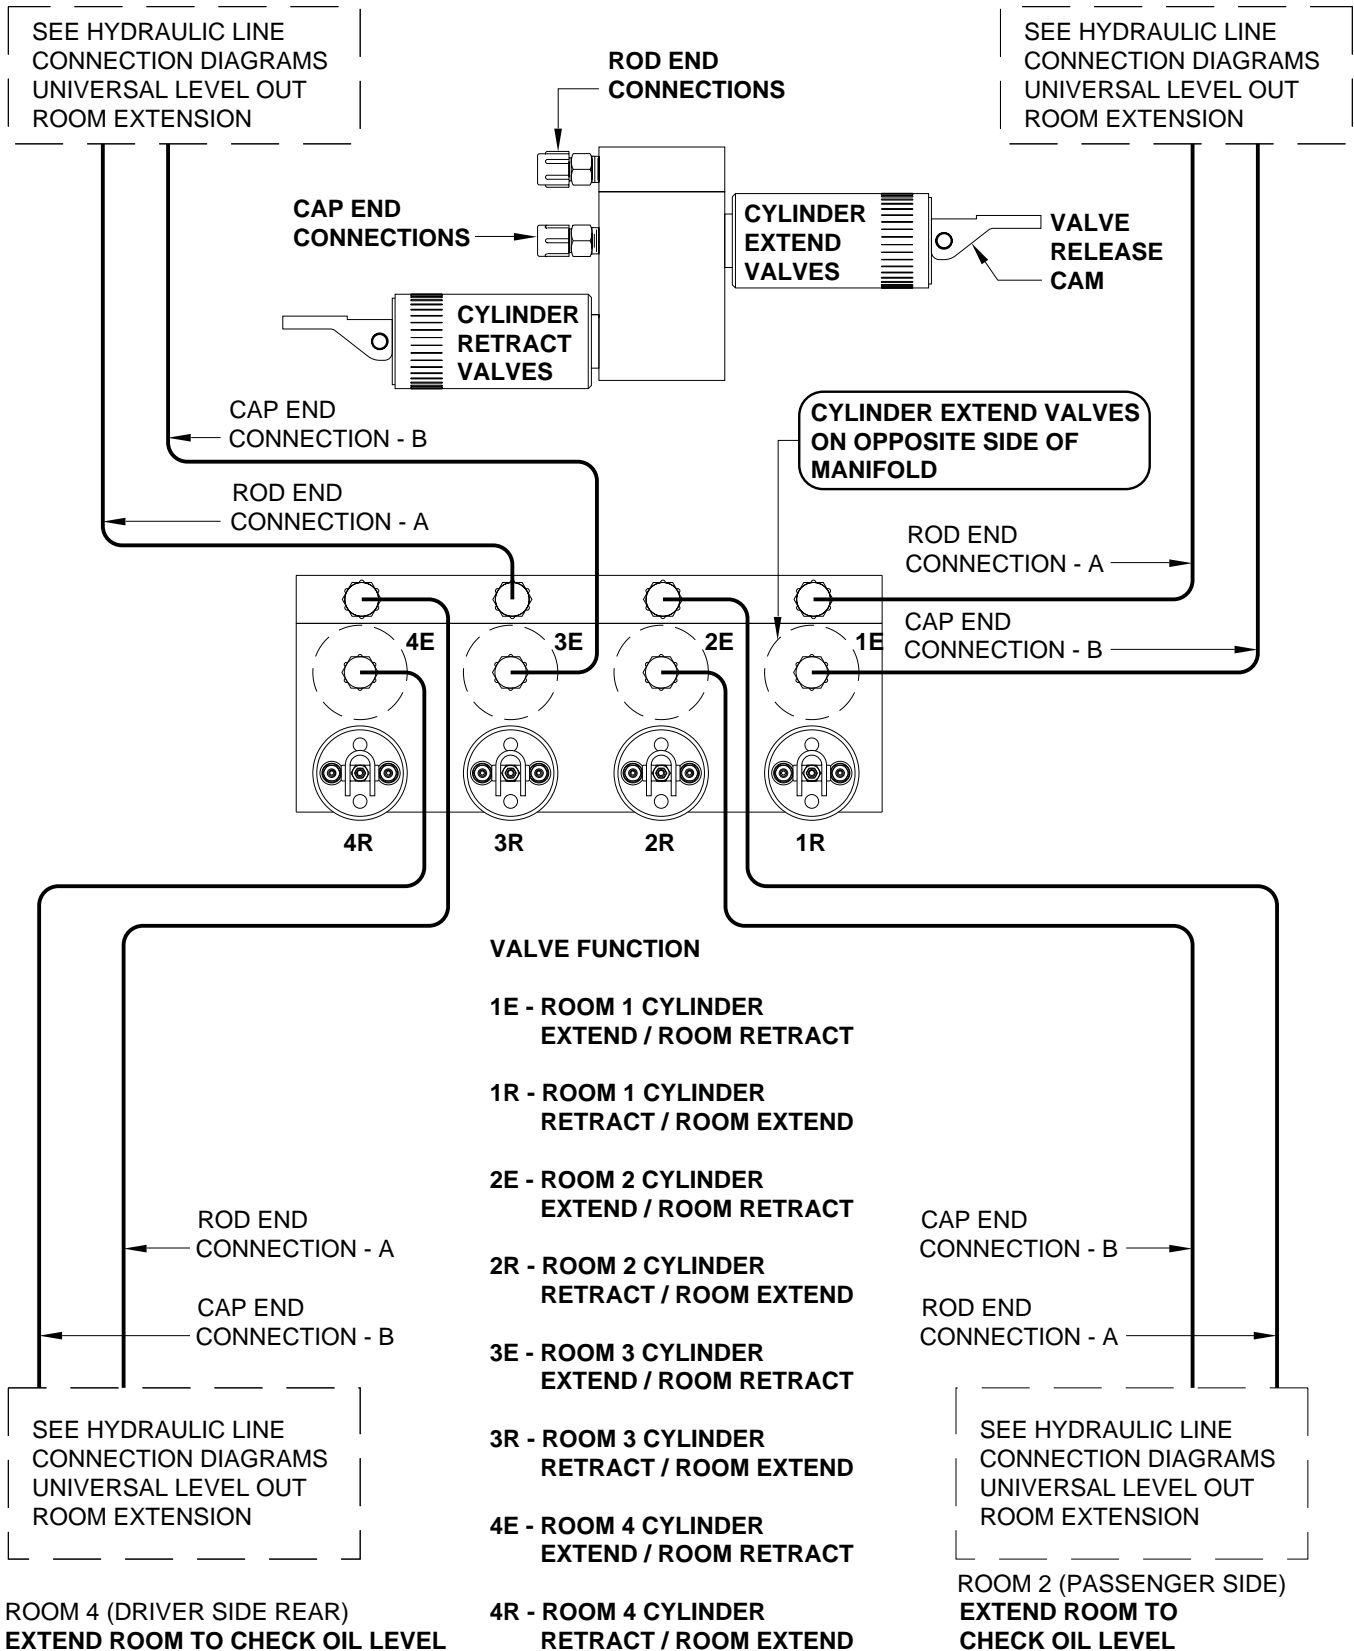 SEE HYDRAULIC LINE
CONNECTION DIAGRAMS
UNIVERSAL LEVEL OUT
ROOM EXTENSION
ROD END
CONNECTIONS
SEE HYDRAULIC LINE
CONNECTION DIAGRAMS
UNIVERSAL LEVEL OUT
ROOM EXTENSION
CAP END
CONNECTIONS
CYLINDER
EXTEND
VALVES
VALVE
RELEASE
CAM
CYLINDER
RETRACT
VALVES
CAP END
CONNECTION - B
CYLINDER EXTEND VALVES
ON OPPOSITE SIDE OF
MANIFOLD
ROD END
CONNECTION - A
ROD END
CONNECTION - A
CAP END
CONNECTION - B
4E
3E
2E
1E
4R
3R
2R
1R
VALVE FUNCTION
1E - ROOM 1 CYLINDER
EXTEND / ROOM RETRACT
1R - ROOM 1 CYLINDER
RETRACT / ROOM EXTEND
2E - ROOM 2 CYLINDER
EXTEND / ROOM RETRACT
2R - ROOM 2 CYLINDER
RETRACT / ROOM EXTEND
3E - ROOM 3 CYLINDER
EXTEND / ROOM RETRACT
3R - ROOM 3 CYLINDER
RETRACT / ROOM EXTEND
4E - ROOM 4 CYLINDER
EXTEND / ROOM RETRACT
4R - ROOM 4 CYLINDER
RETRACT / ROOM EXTEND
ROD END
CONNECTION - A
CAP END
CONNECTION - B
SEE HYDRAULIC LINE
CONNECTION DIAGRAMS
UNIVERSAL LEVEL OUT
ROOM EXTENSION
ROOM 4 (DRIVER SIDE REAR)
EXTEND ROOM TO CHECK OIL LEVEL
CAP END
CONNECTION - B
ROD END
CONNECTION - A
SEE HYDRAULIC LINE
CONNECTION DIAGRAMS
UNIVERSAL LEVEL OUT
ROOM EXTENSION
ROOM 2 (PASSENGER SIDE)
EXTEND ROOM TO
CHECK OIL LEVEL